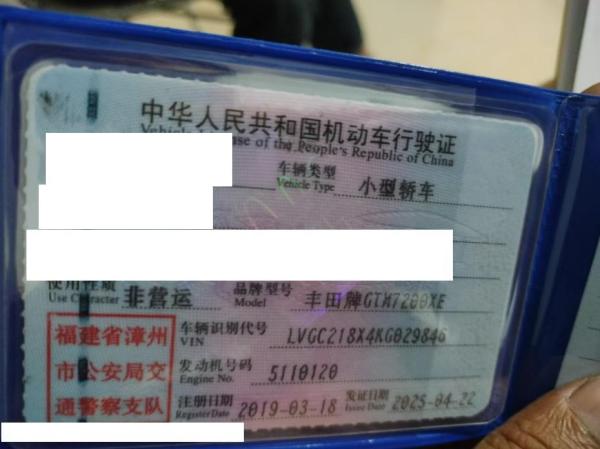 中华人民共和国机动车行驶证
Vehicle License of the People's Republic of China
车辆类型 小型轿车
Vehicle Type
使用性质 非营运 品牌型号 丰田牌GTM7200XE
Use Character Model
福建省漳州 车辆识别代号 LVGC218X4KG029846
VIN
市公安局交 发动机号码 5110120
Engine No.
通警察支队 注册日期 2019-03-18 发证日期 2025-04-22
Register Date Issue Date